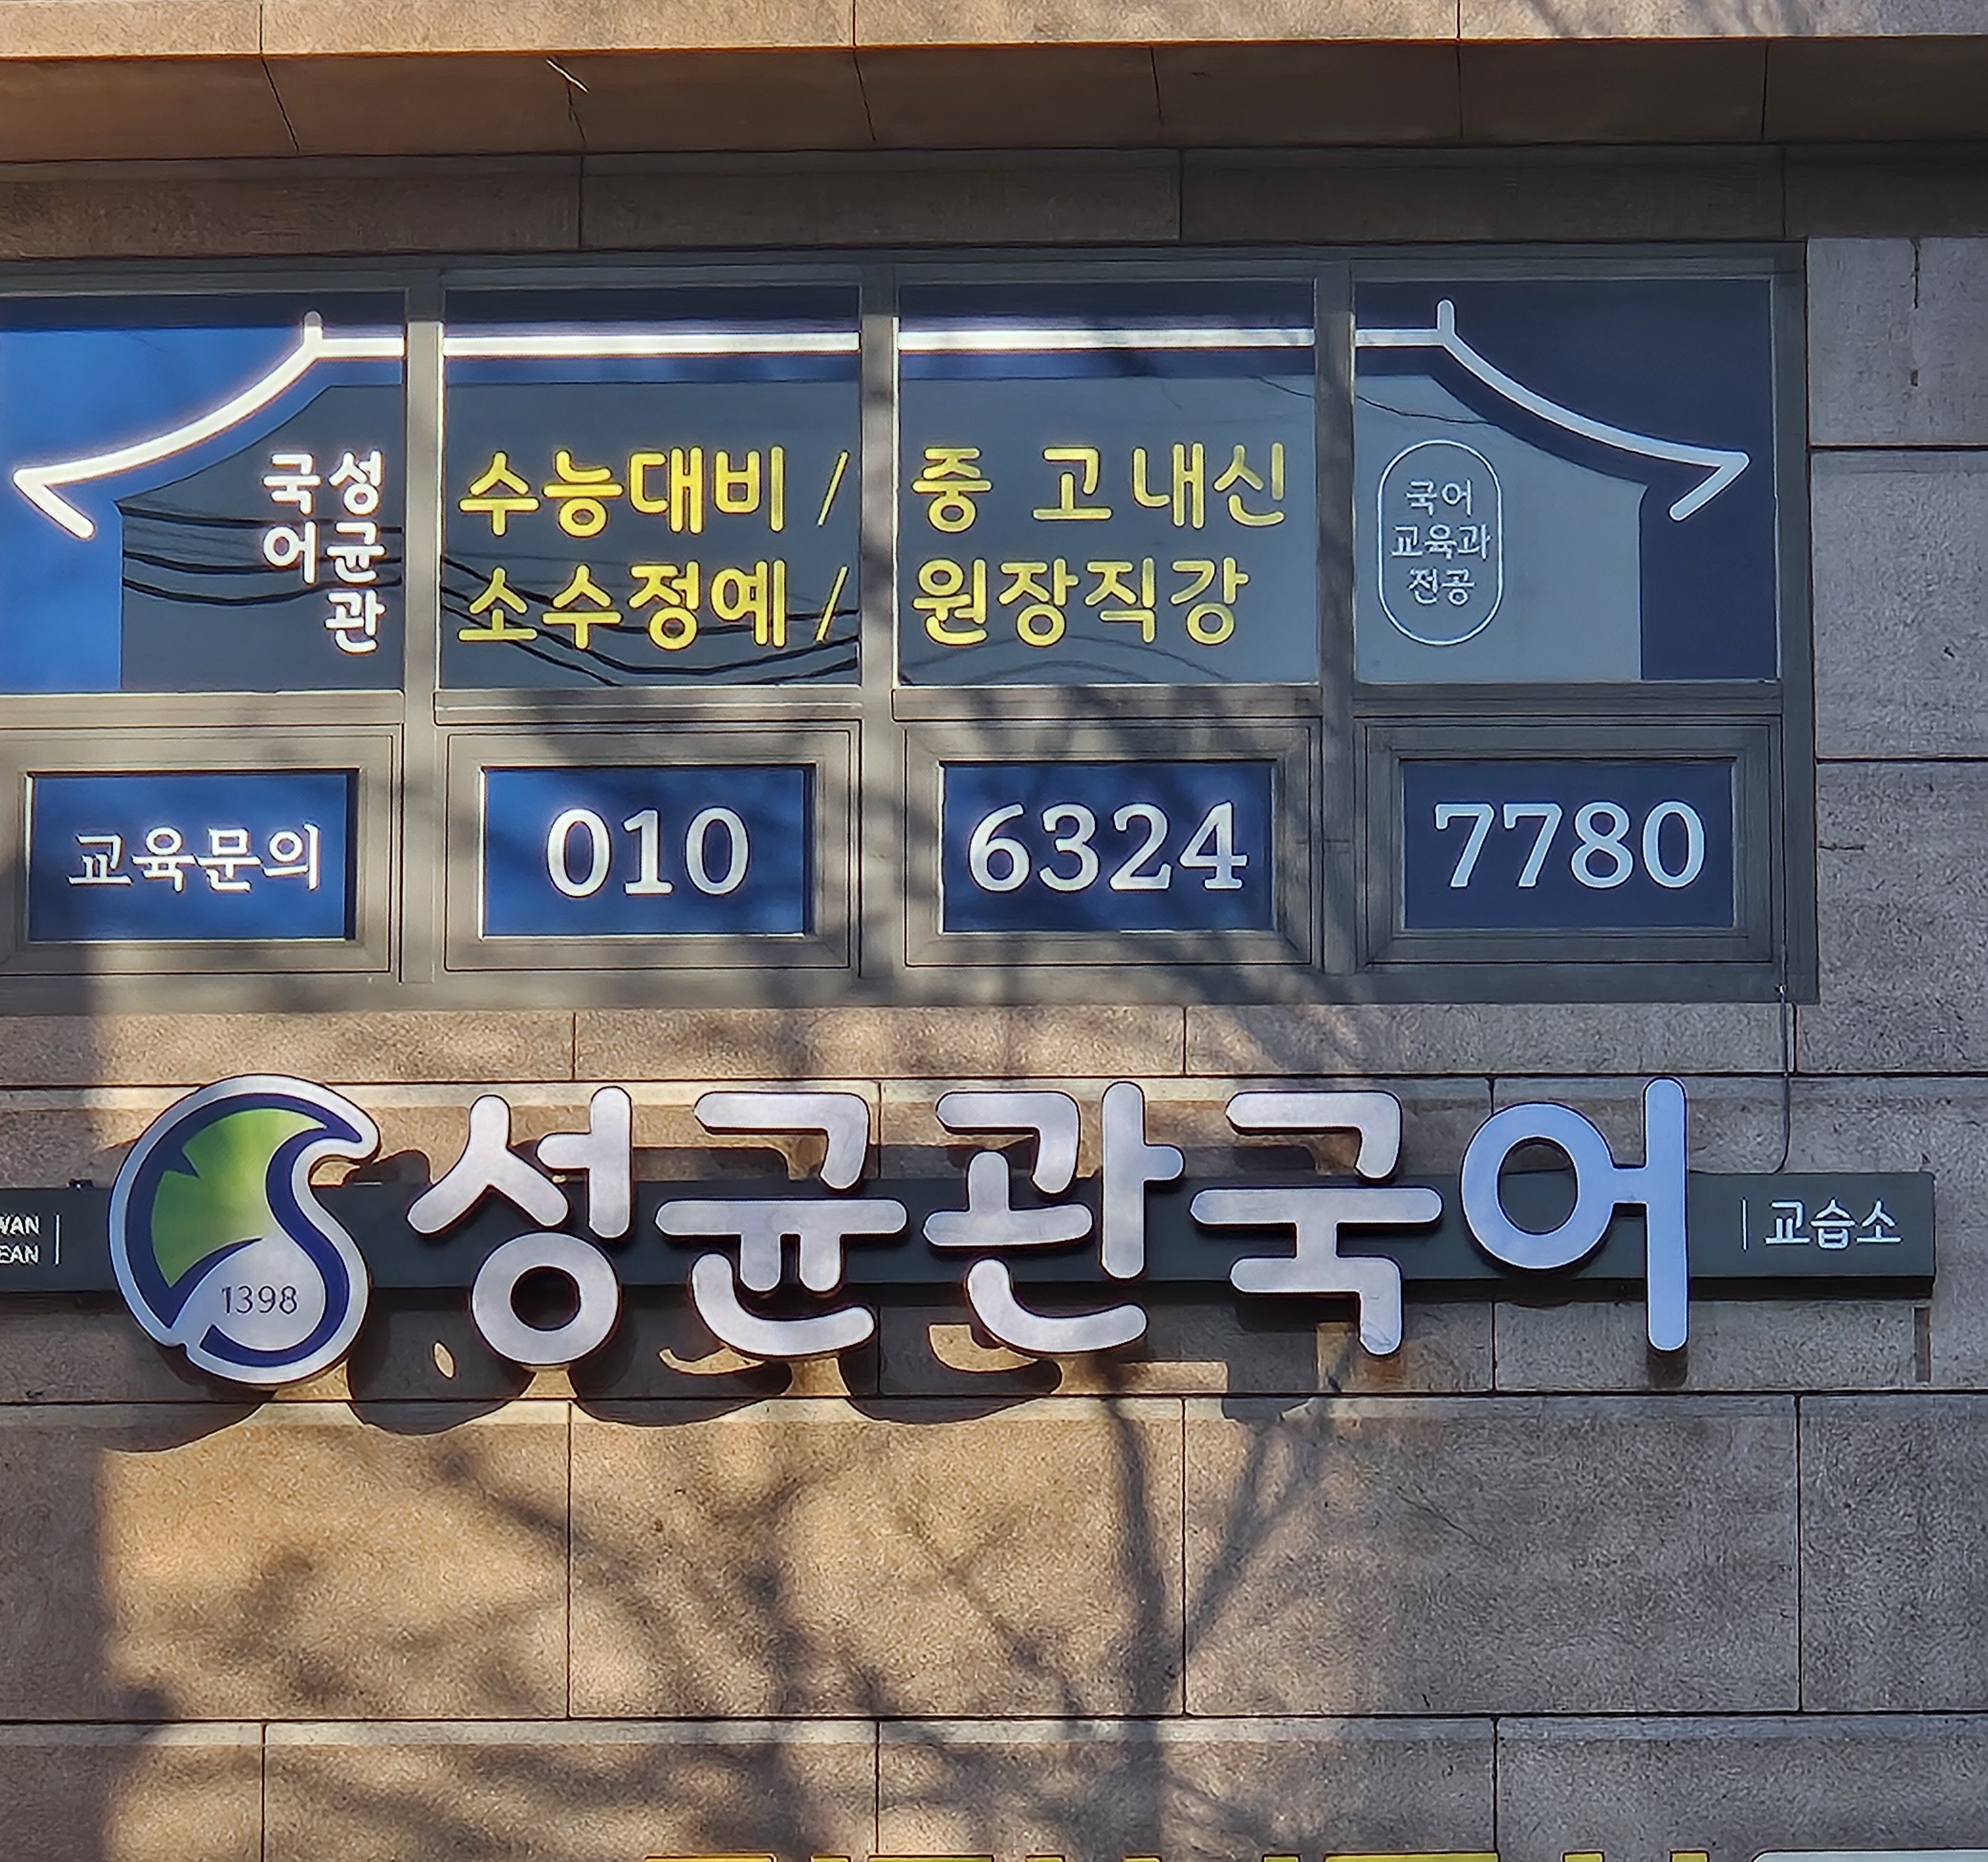 성균관
국어
수능대비 / 중 고내신
소수정예 / 원장직강
국어
교육과
전공
교육문의 010 6324 7780
1398
성균관국어
교습소